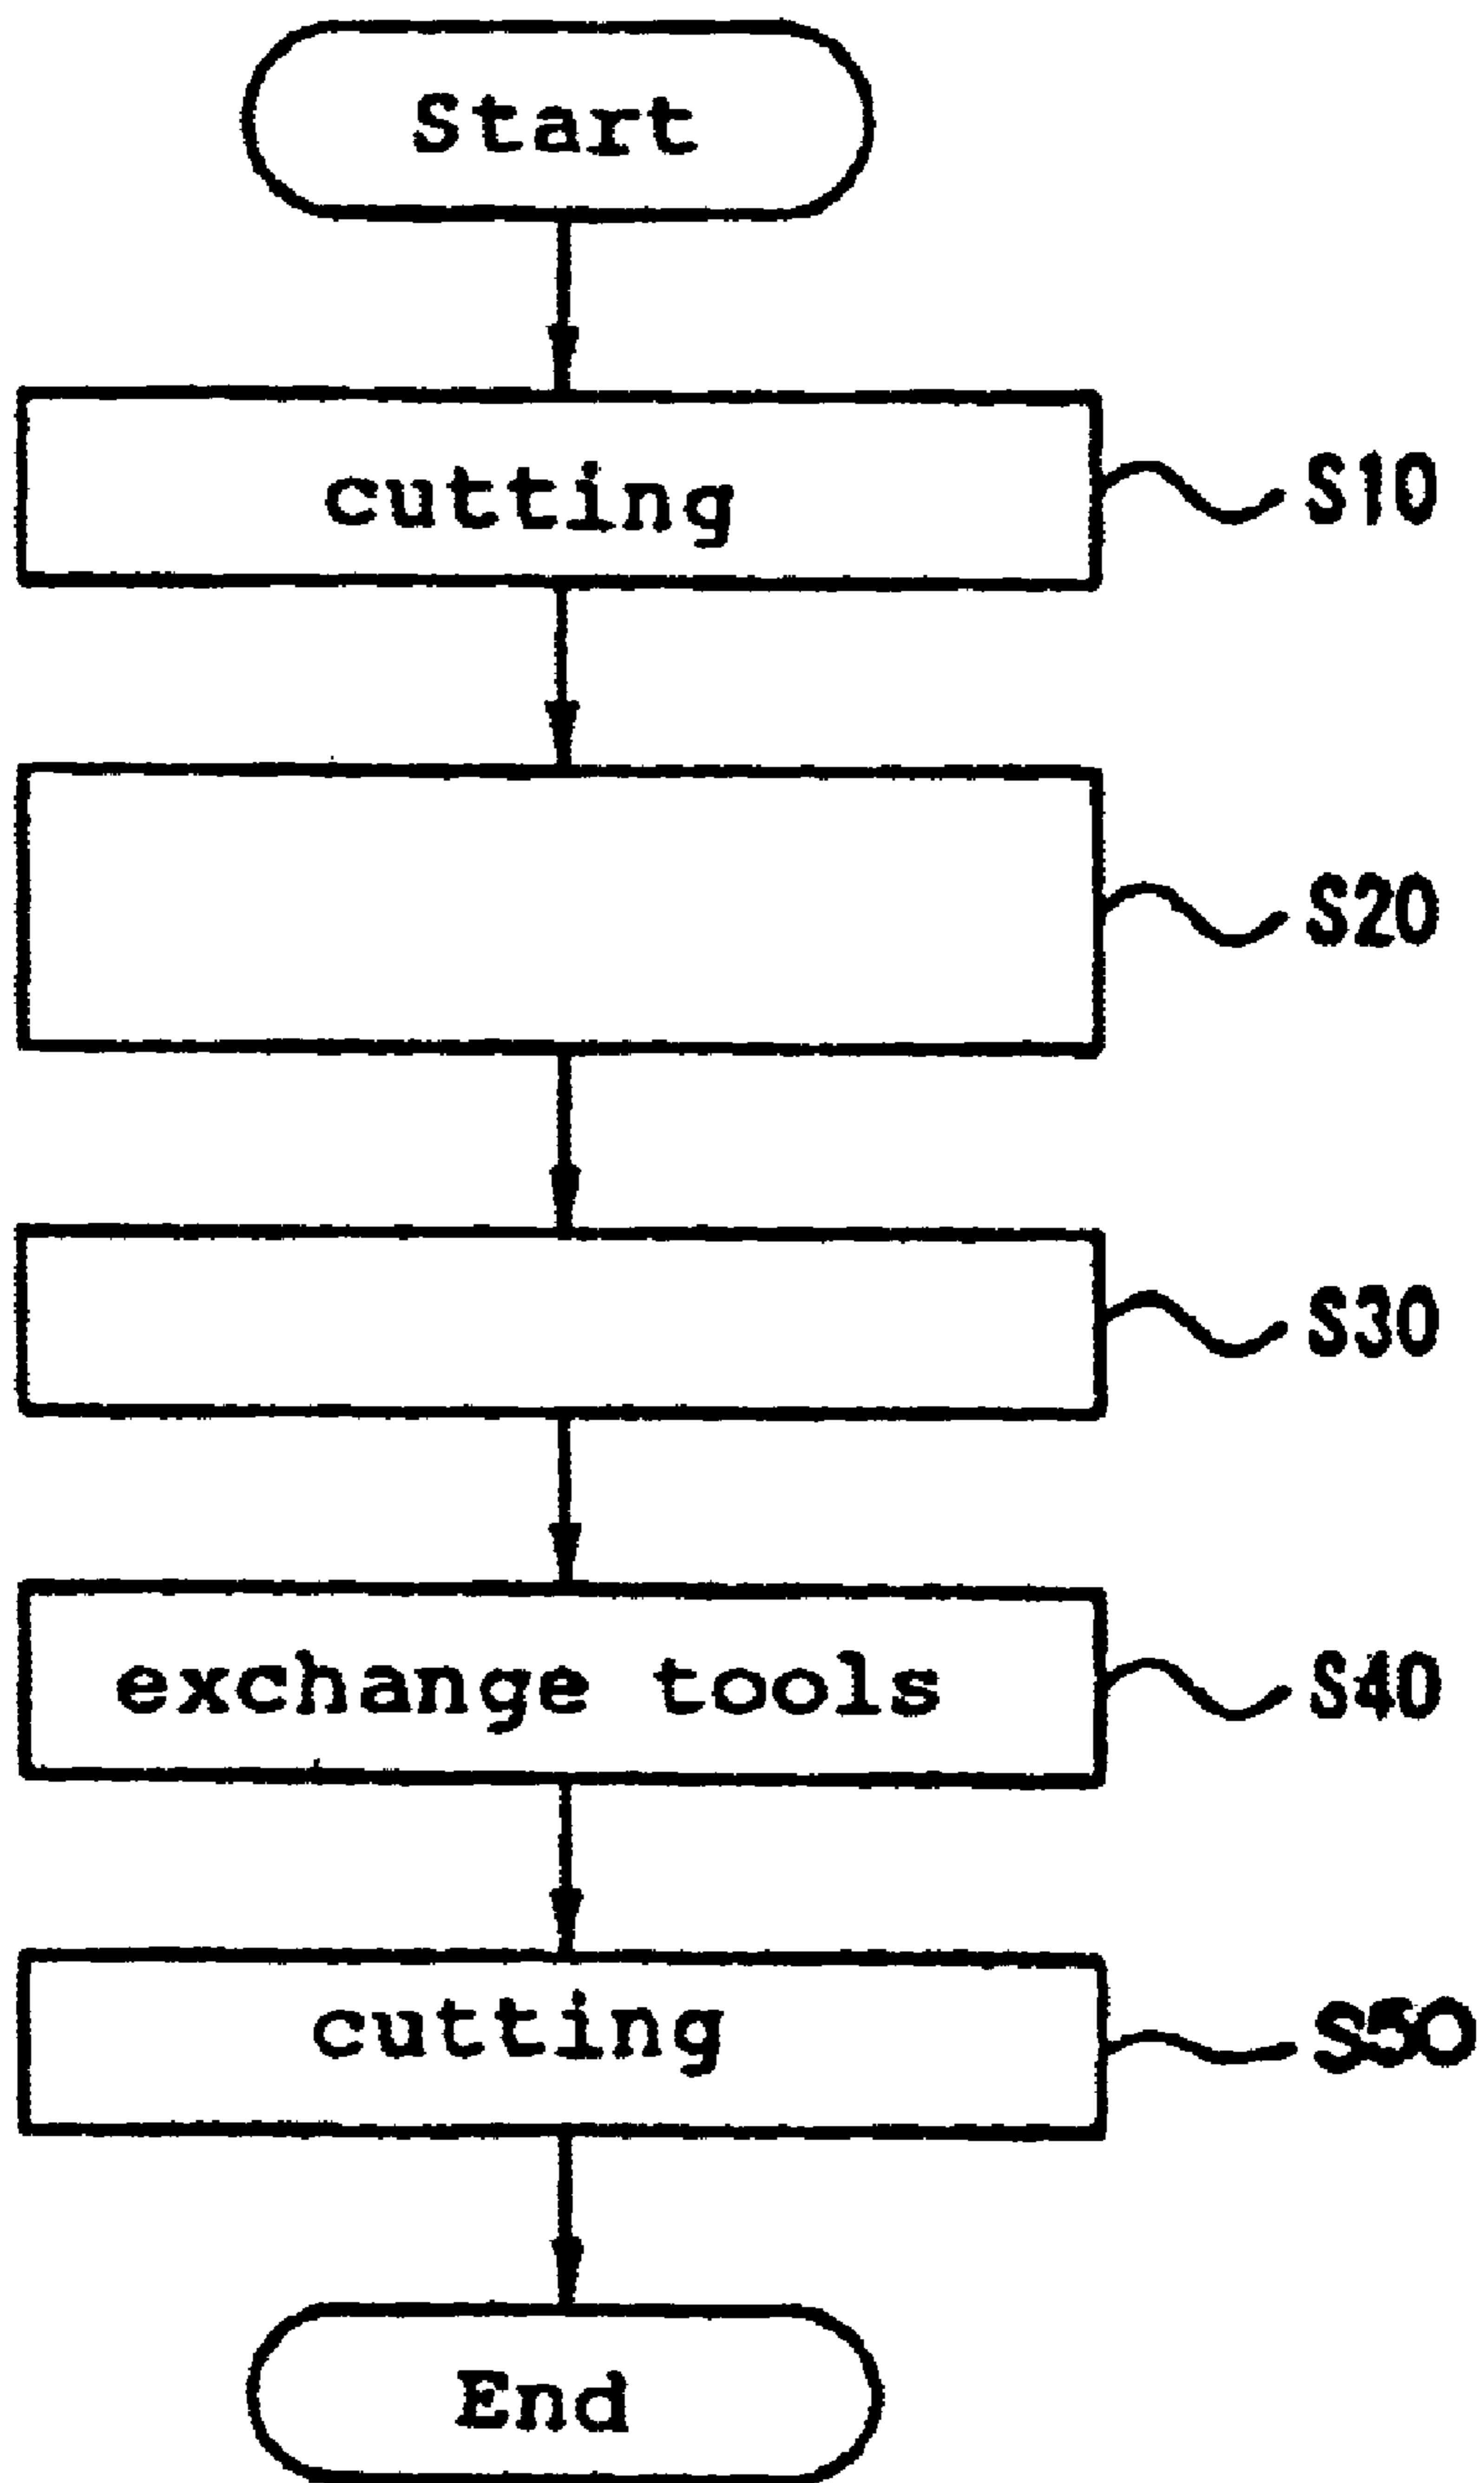 Start
cutting
S10
S20
S30
exchange tools
S40
cutting
S50
End